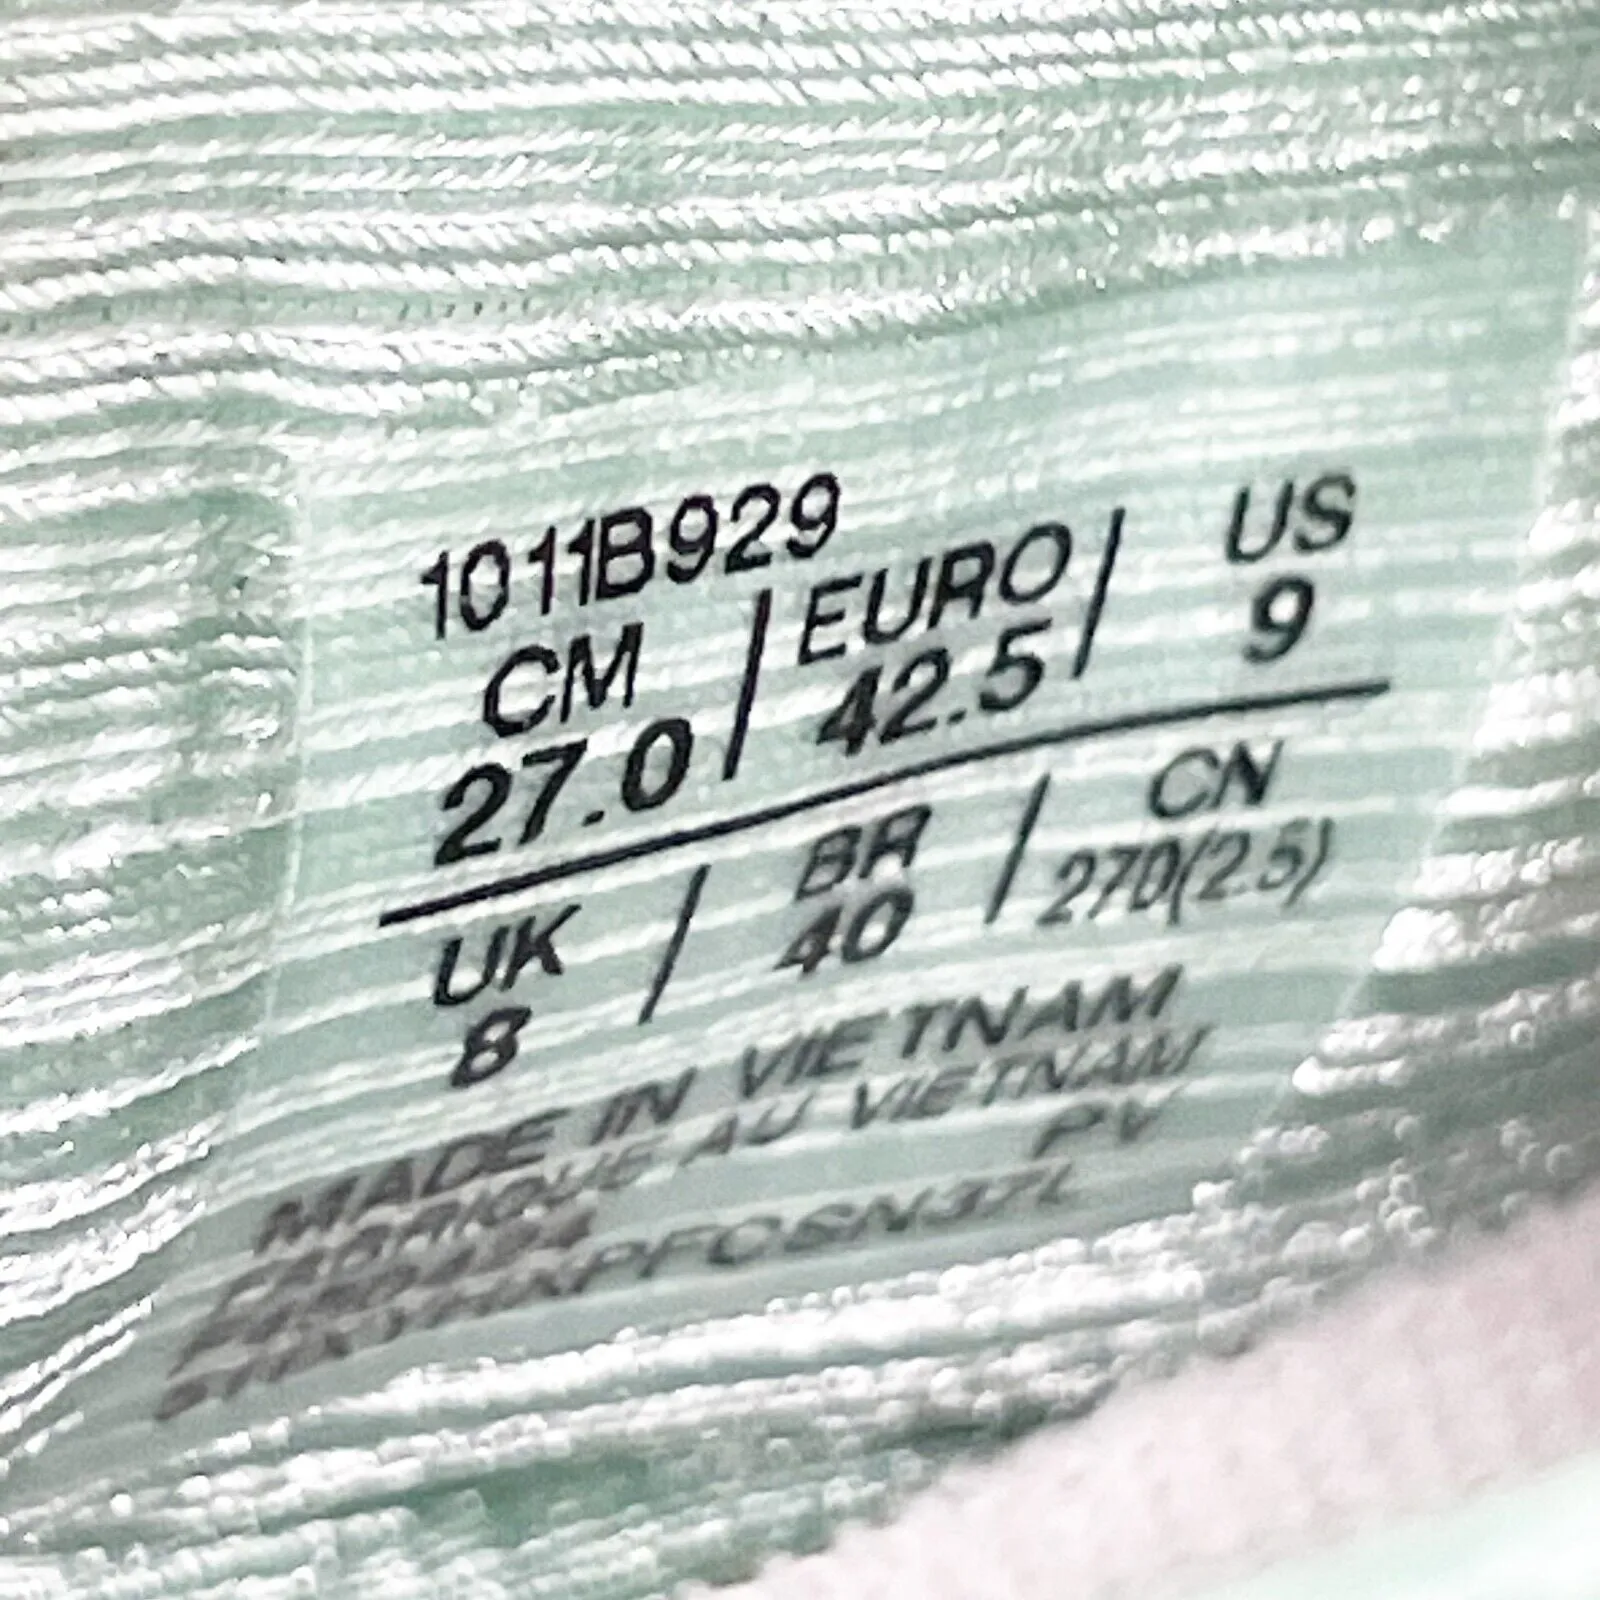 1011B929
CM / EURO / US
27.0 42.5 9
UK / BR / CN
8 40 270(2.5)
MADE IN VIETNAM
FABRIQUE AU VIETNAM
PV